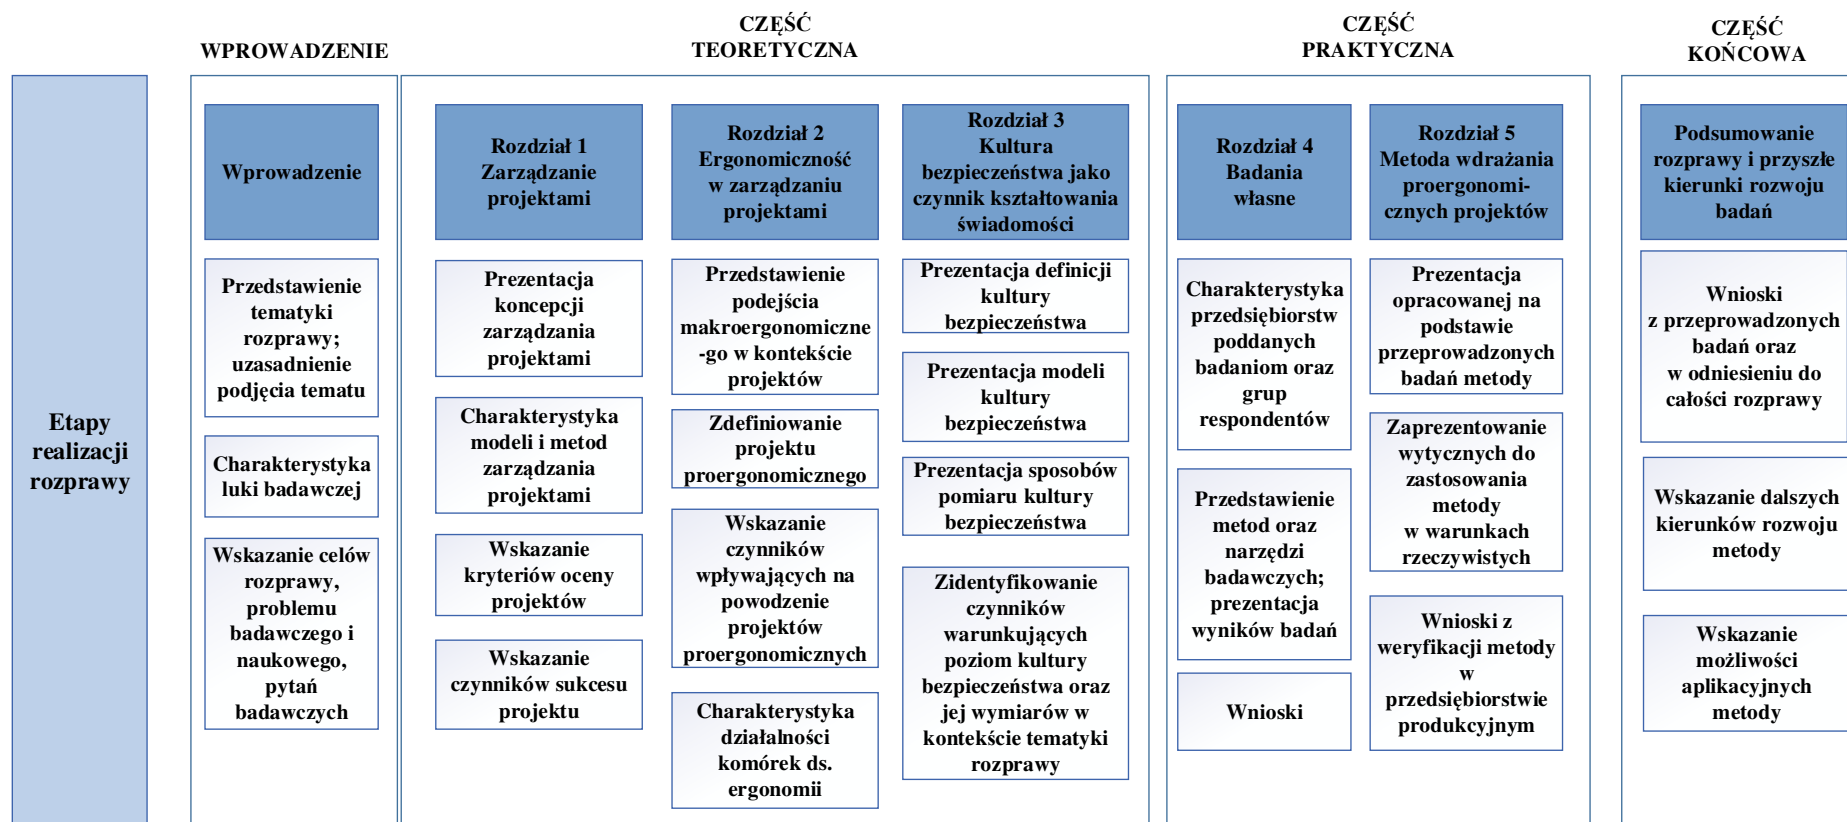 WPROWADZENIE
CZĘŚĆ
TEORETYCZNA
CZĘŚĆ
PRAKTYCZNA
CZĘŚĆ
KOŃCOWA
Etapy
realizacji
rozprawy
Wprowadzenie
Przedstawienie
tematyki
rozprawy;
uzasadnienie
podjęcia tematu
Charakterystyka
luki badawczej
Wskazanie celów
rozprawy,
problemu
badawczego i
naukowego,
pytań
badawczych
Rozdział 1
Zarządzanie
projektami
Prezentacja
koncepcji
zarządzania
projektami
Charakterystyka
modeli i metod
zarządzania
projektami
Wskazanie
kryteriów oceny
projektów
Wskazanie
czynników sukcesu
projektu
Rozdział 2
Ergonomiczność
w zarządzaniu
projektami
Przedstawienie
podejścia
makroergonomiczne
-go w kontekście
projektów
Zdefiniowanie
projektu
proergonomicznego
Wskazanie
czynników
wpływających na
powodzenie
projektów
proergonomicznych
Charakterystyka
działalności
komórek ds.
ergonomii
Rozdział 3
Kultura
bezpieczeństwa jako
czynnik kształtowania
świadomości
Prezentacja definicji
kultury
bezpieczeństwa
Prezentacja modeli
kultury
bezpieczeństwa
Prezentacja sposobów
pomiaru kultury
bezpieczeństwa
Zidentyfikowanie
czynników
warunkujących
poziom kultury
bezpieczeństwa oraz
jej wymiarów w
kontekście tematyki
rozprawy
Rozdział 4
Badania
własne
Charakterystyka
przedsiębiorstw
poddanych
badaniom oraz
grup
respondentów
Przedstawienie
metod oraz
narzędzi
badawczych;
prezentacja
wyników badań
Wnioski
Rozdział 5
Metoda wdrażania
proergonomi-
cznych projektów
Prezentacja
opracowanej na
podstawie
przeprowadzonych
badań metody
Zaprezentowanie
wytycznych do
zastosowania
metody
w warunkach
rzeczywistych
Wnioski z
weryfikacji metody
w
przedsiębiorstwie
produkcyjnym
Podsumowanie
rozprawy i przyszłe
kierunki rozwoju
badań
Wnioski
z przeprowadzonych
badań oraz
w odniesieniu do
całości rozprawy
Wskazanie dalszych
kierunków rozwoju
metody
Wskazanie
możliwości
aplikacyjnych
metody